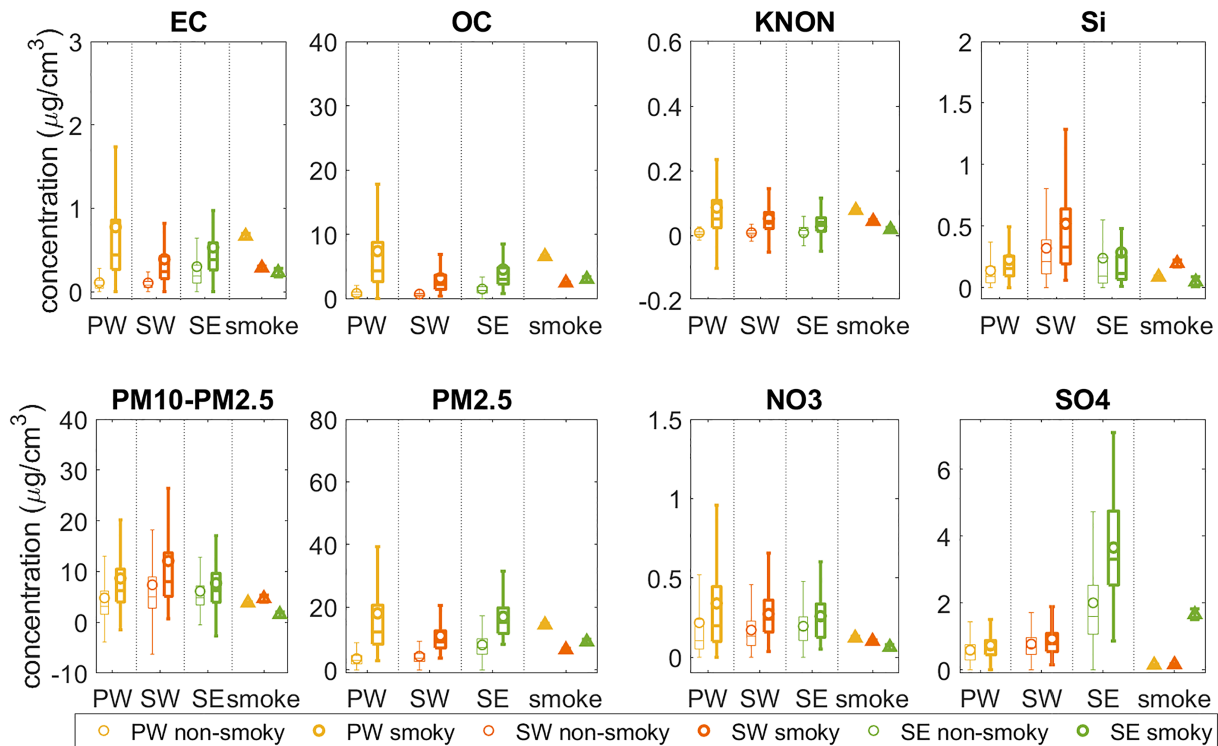 EC OC KNON Si
concentration (μg/cm³)
3
2
1
0
PW SW SE smoke
40
30
20
10
0
PW SW SE smoke
0.6
0.4
0.2
0
-0.2
PW SW SE smoke
2
1.5
1
0.5
0
PW SW SE smoke
PM10-PM2.5 PM2.5 NO3 SO4
concentration (μg/cm³)
40
30
20
10
0
-10
PW SW SE smoke
80
60
40
20
0
PW SW SE smoke
1.5
1
0.5
0
PW SW SE smoke
6
4
2
0
PW SW SE smoke
PW non-smoky PW smoky SW non-smoky SW smoky SE non-smoky SE smoky